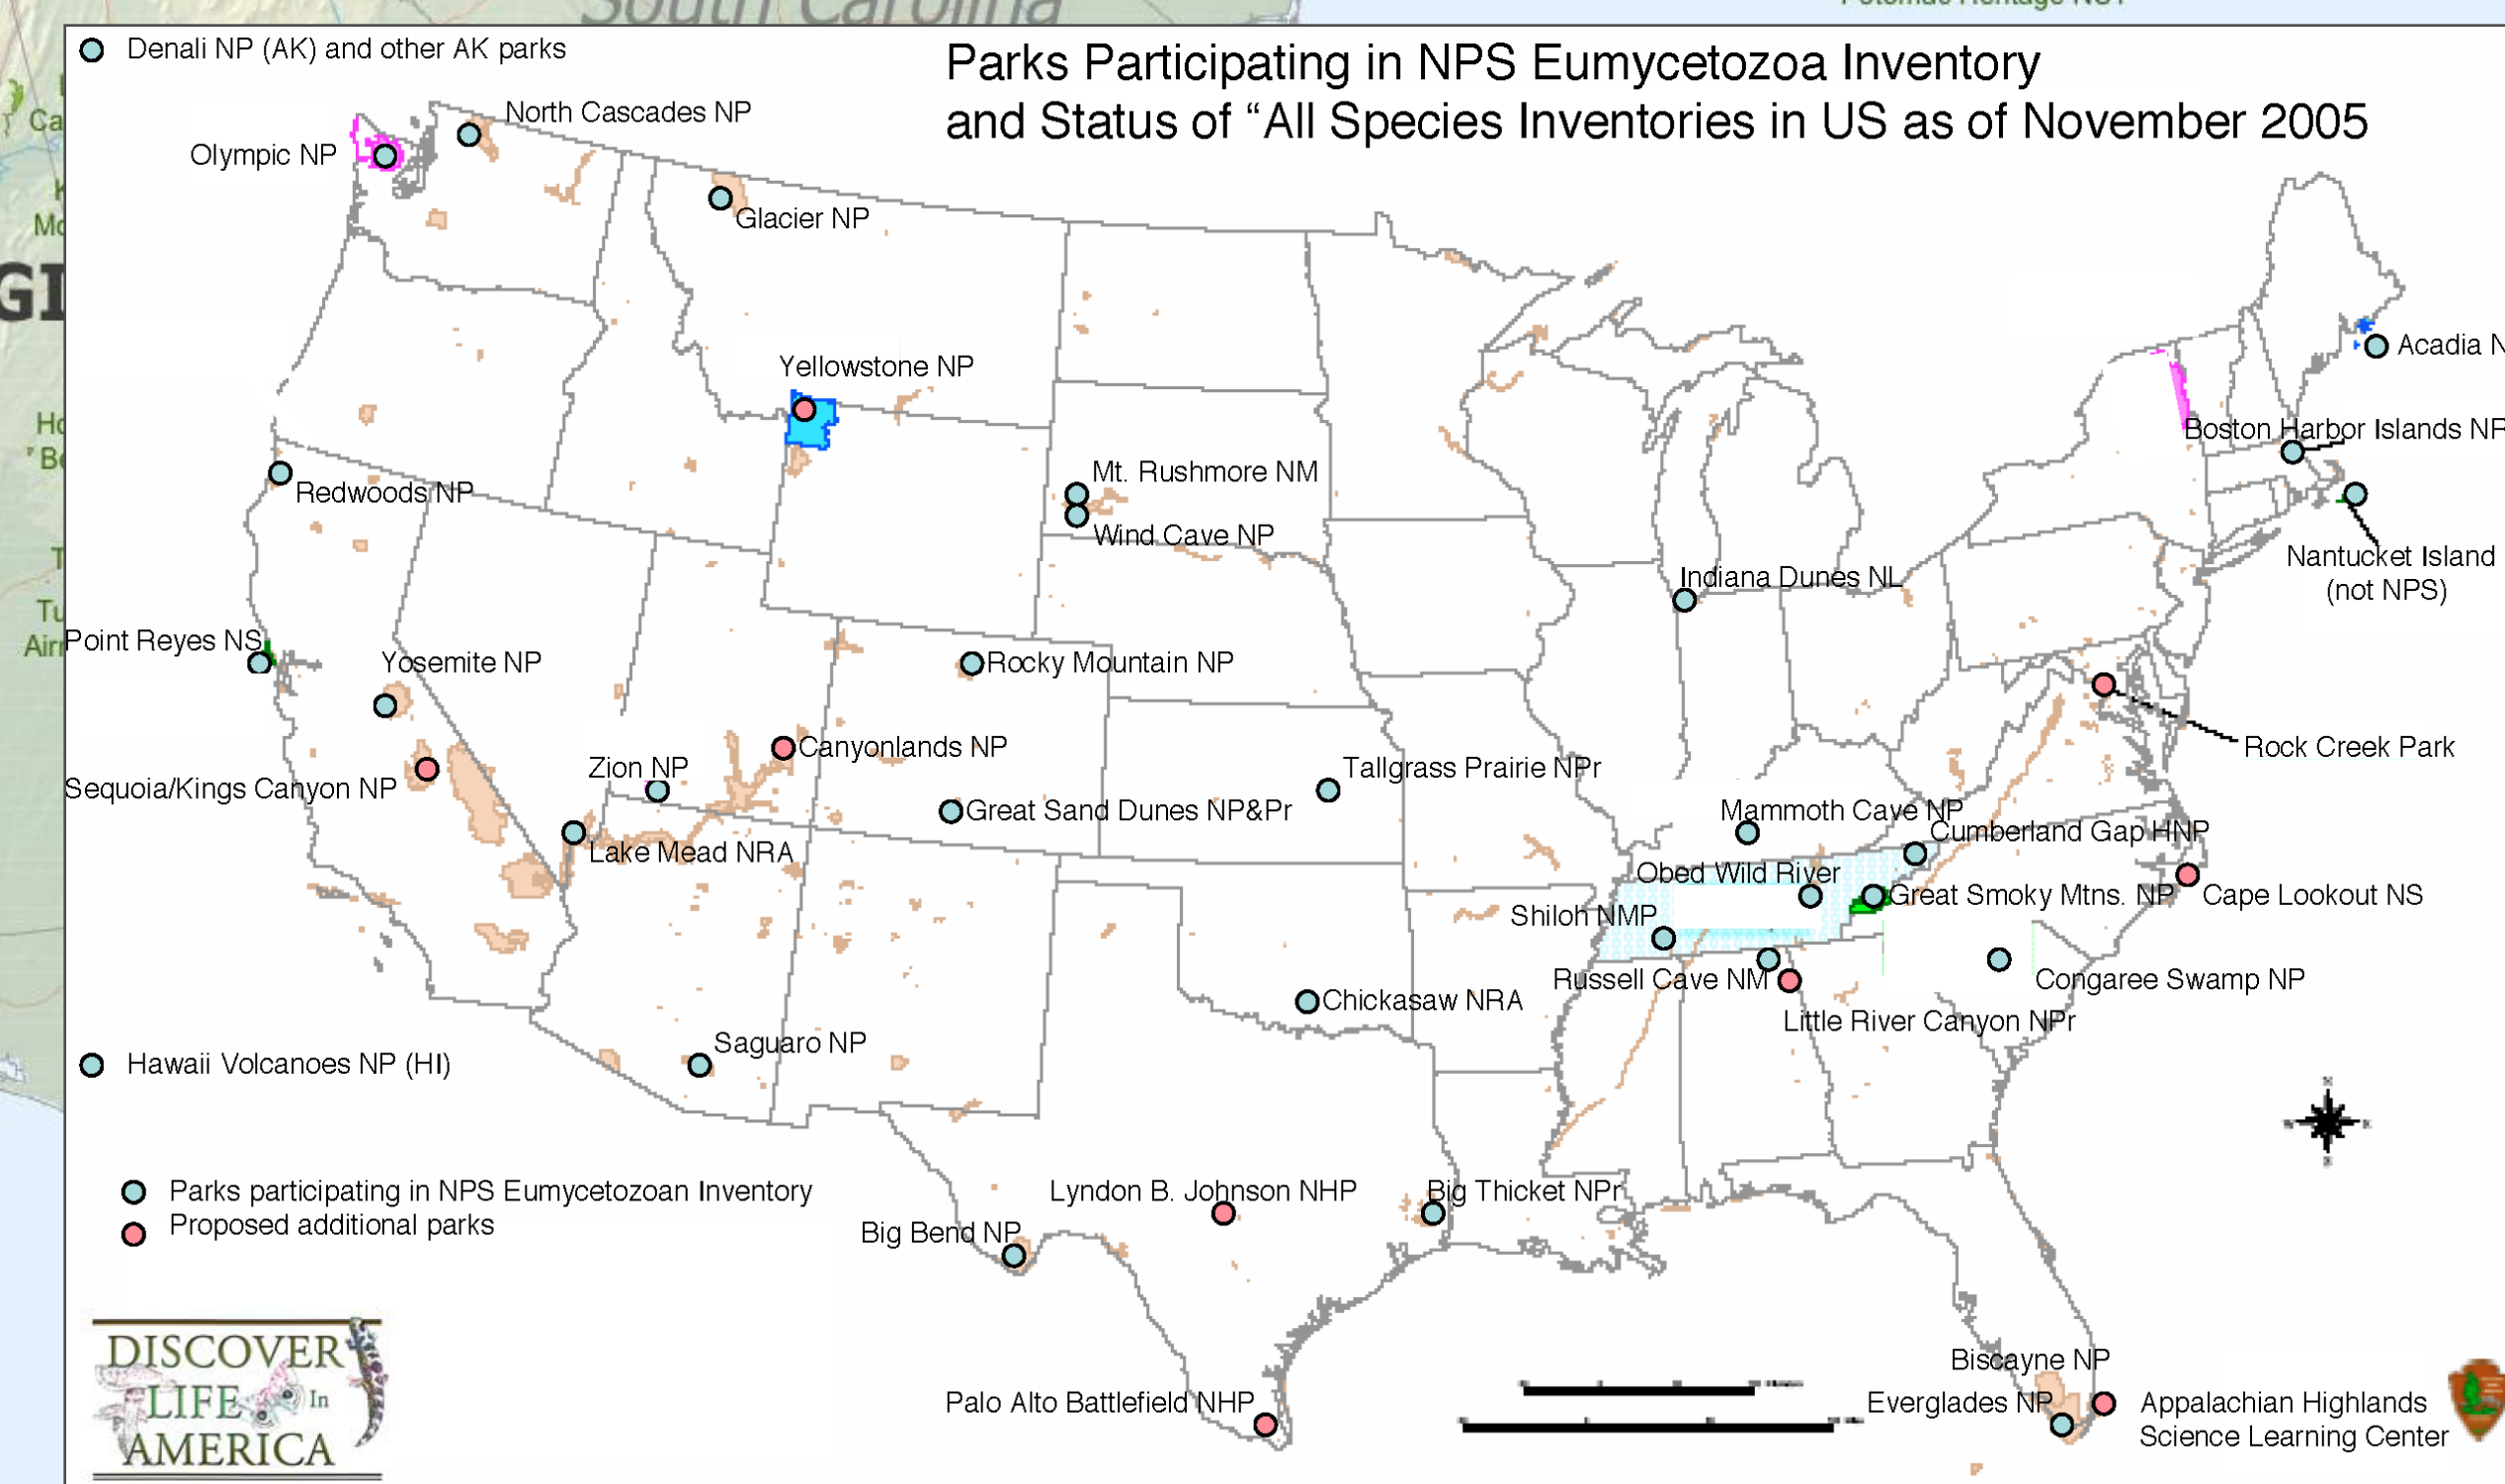 South Carolina
Denali NP (AK) and other AK parks
Parks Participating in NPS Eumycetozoa Inventory
and Status of “All Species Inventories in US as of November 2005
North Cascades NP
Olympic NP
Glacier NP
Yellowstone NP
Acadia N
Boston Harbor Islands NR
Mt. Rushmore NM
Redwoods NP
Wind Cave NP
Nantucket Island
(not NPS)
Indiana Dunes NL
Point Reyes NS
Yosemite NP
Rocky Mountain NP
Canyonlands NP
Rock Creek Park
Zion NP
Tallgrass Prairie NPr
Sequoia/Kings Canyon NP
Great Sand Dunes NP&Pr
Mammoth Cave NP
Cumberland Gap HNP
Lake Mead NRA
Obed Wild River
Great Smoky Mtns. NP
Cape Lookout NS
Shiloh NMP
Russell Cave NM
Congaree Swamp NP
Chickasaw NRA
Little River Canyon NPr
Saguaro NP
Hawaii Volcanoes NP (HI)
Parks participating in NPS Eumycetozoan Inventory
Proposed additional parks
Lyndon B. Johnson NHP
Big Thicket NPr
Big Bend NP
Biscayne NP
Palo Alto Battlefield NHP
Everglades NP
Appalachian Highlands
Science Learning Center
DISCOVER
LIFE In
AMERICA